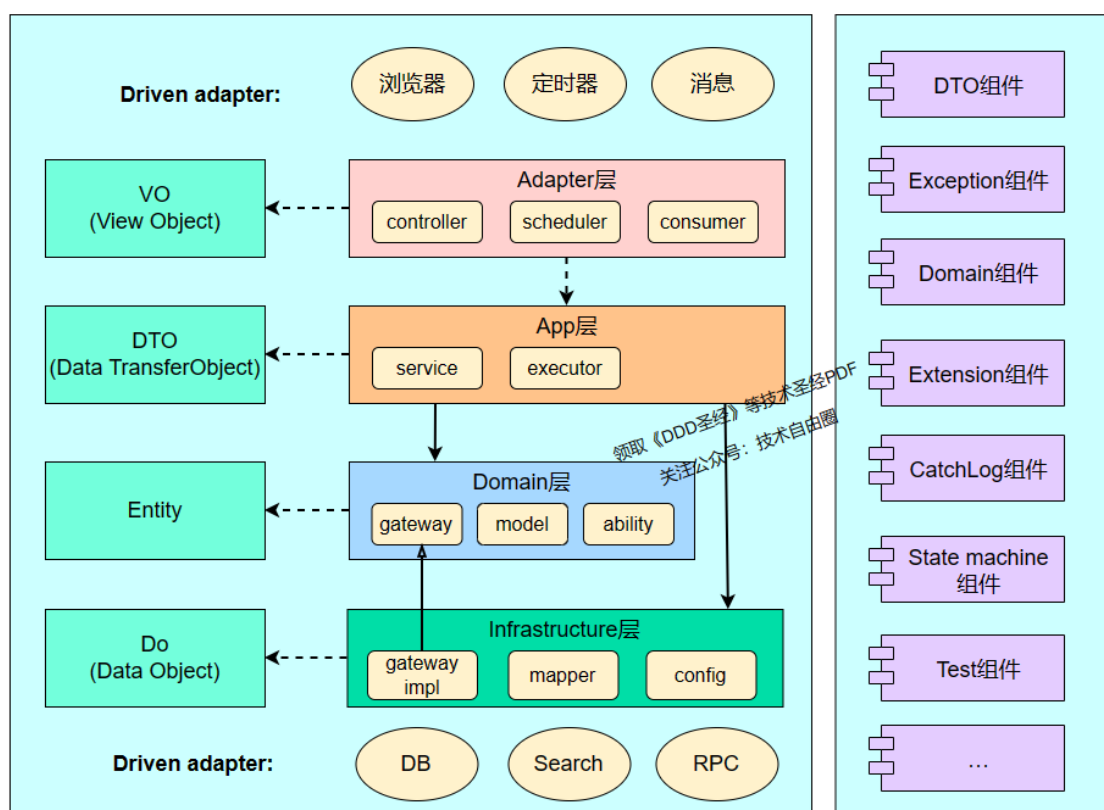 Driven adapter:
浏览器
定时器
消息
VO
(View Object)
Adapter层
controller
scheduler
consumer
DTO
(Data TransferObject)
App层
service
executor
领取《DDD圣经》等技术圣经PDF
关注公众号：技术自由圈
Entity
Domain层
gateway
model
ability
Do
(Data Object)
Infrastructure层
gateway
impl
mapper
config
Driven adapter:
DB
Search
RPC
DTO组件
Exception组件
Domain组件
Extension组件
CatchLog组件
State machine
组件
Test组件
…